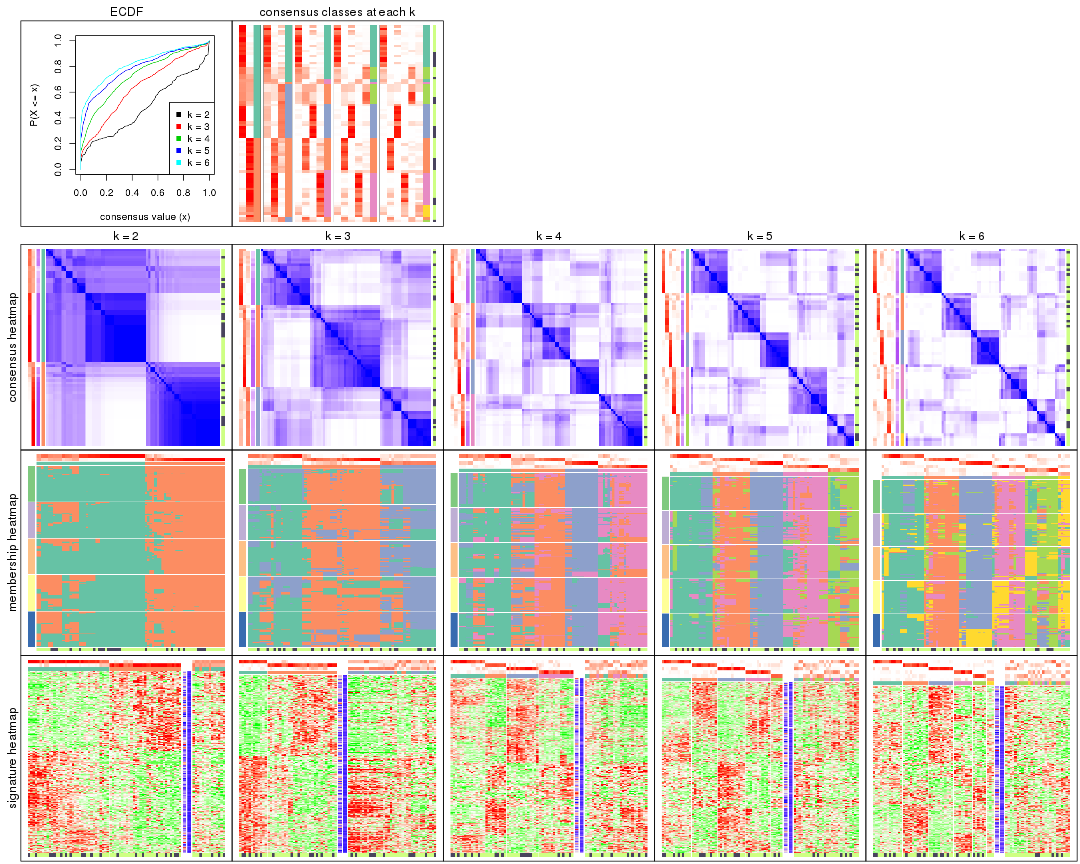 ECDF
consensus classes at each k
P(X <= x)
0.0 0.2 0.4 0.6 0.8 1.0
k = 2
k = 3
k = 4
k = 5
k = 6
0.0 0.2 0.4 0.6 0.8 1.0
consensus value (x)
k = 2
k = 3
k = 4
k = 5
k = 6
consensus heatmap
membership heatmap
signature heatmap